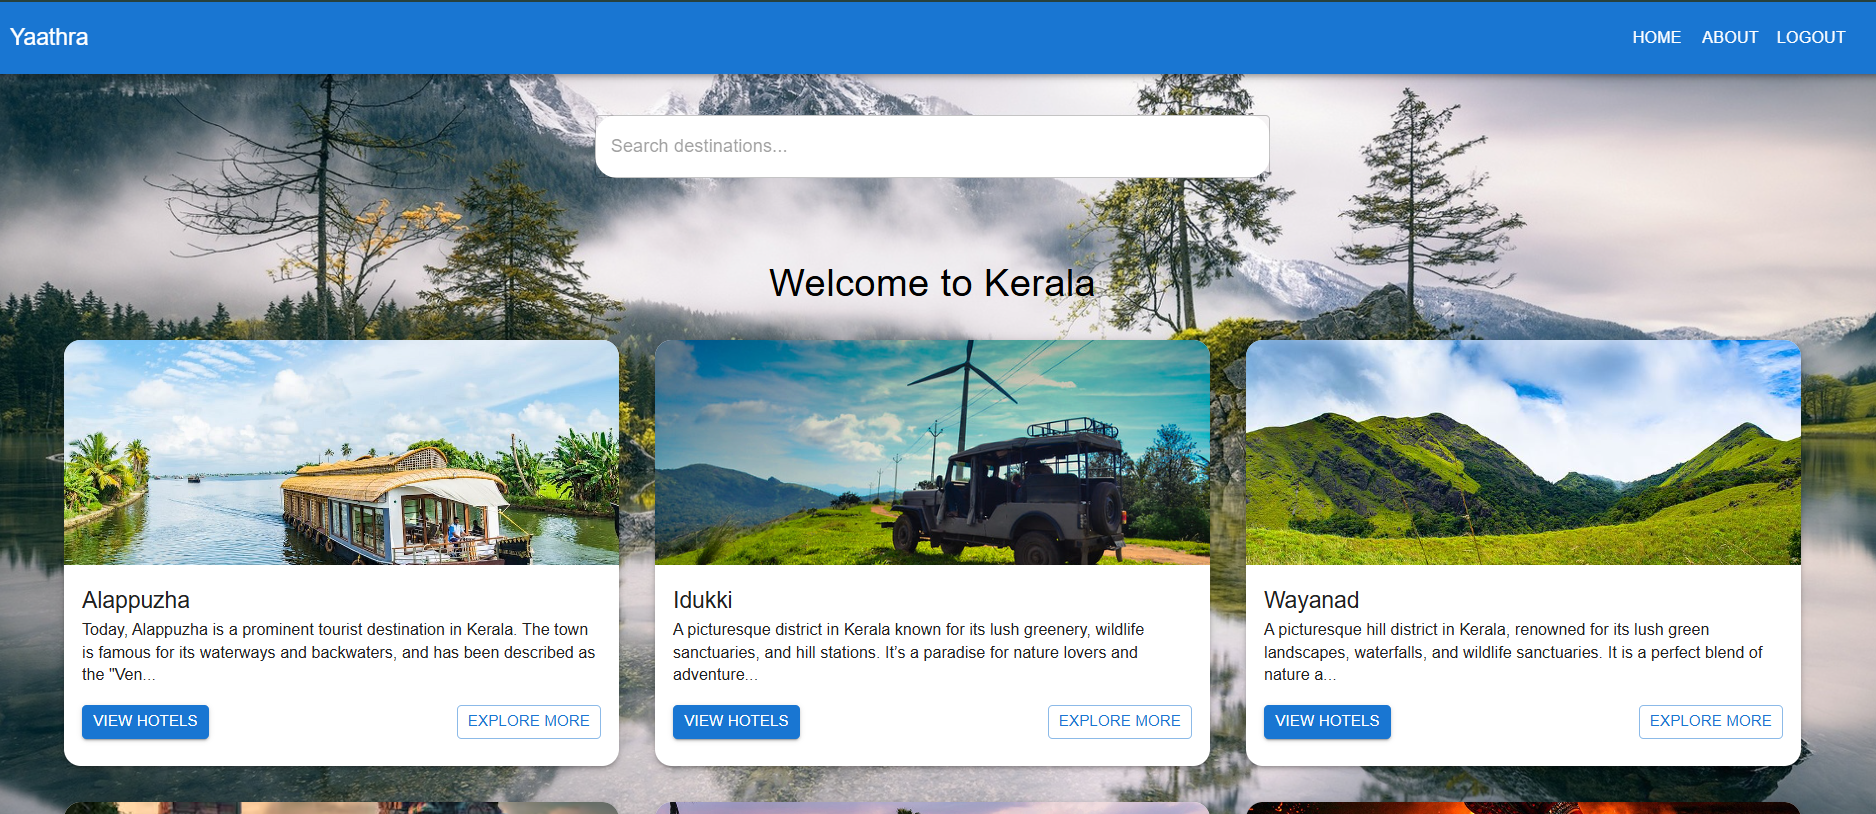 Yaathra
HOME ABOUT LOGOUT
Search destinations...
Welcome to Kerala
Alappuzha
Today, Alappuzha is a prominent tourist destination in Kerala. The town
is famous for its waterways and backwaters, and has been described as
the "Ven...
VIEW HOTELS EXPLORE MORE
Idukki
A picturesque district in Kerala known for its lush greenery, wildlife
sanctuaries, and hill stations. It’s a paradise for nature lovers and
adventure...
VIEW HOTELS EXPLORE MORE
Wayanad
A picturesque hill district in Kerala, renowned for its lush green
landscapes, waterfalls, and wildlife sanctuaries. It is a perfect blend of
nature a...
VIEW HOTELS EXPLORE MORE